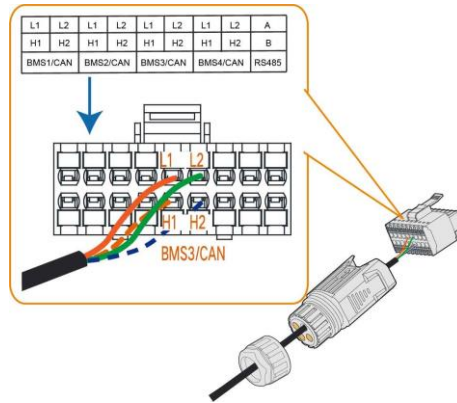 L1 L2 L1 L2 L1 L2 L1 L2 A
H1 H2 H1 H2 H1 H2 H1 H2 B
BMS1/CAN BMS2/CAN BMS3/CAN BMS4/CAN RS485
L1 L2
H1 H2
BMS3/CAN